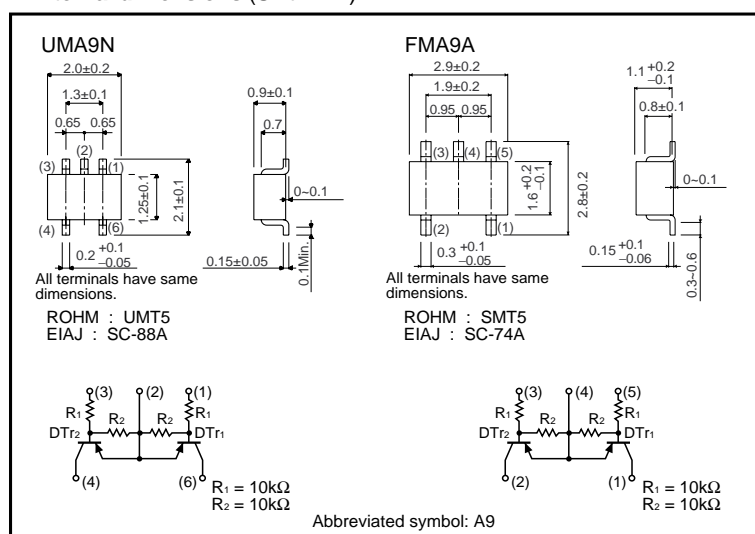 UMA9N
2.0±0.2
1.3±0.1
0.65 0.65
(2)
(3) (1)
1.25±0.1
2.1±0.1
(4) (6)
0.2 +0.1 −0.05
All terminals have same
dimensions.
0.9±0.1
0.7
0~0.1
0.15±0.05
0.1Min.
ROHM : UMT5
EIAJ : SC-88A
FMA9A
2.9±0.2
1.9±0.2
0.95 0.95
(3) (4) (5)
1.6 +0.2 −0.1
2.8±0.2
(2) (1)
0.3 +0.1 −0.05
All terminals have same
dimensions.
1.1 +0.2 −0.1
0.8±0.1
0~0.1
0.15 +0.1 −0.06
0.3~0.6
ROHM : SMT5
EIAJ : SC-74A
(3) (2) (1)
R1 R2 R2 R1
DTr2 DTr1
(4) (6)
R1 = 10kΩ
R2 = 10kΩ
(3) (4) (5)
R1 R2 R2 R1
DTr2 DTr1
(2) (1)
R1 = 10kΩ
R2 = 10kΩ
Abbreviated symbol: A9